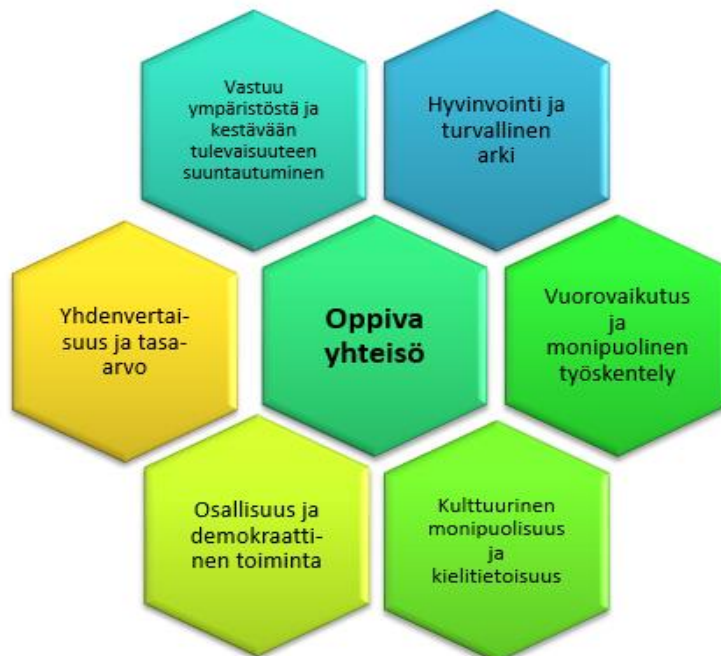 Vastuu
ympäristöstä ja
kestävään
tulevaisuuteen
suuntautuminen
Hyvinvointi ja
turvallinen
arki
Yhdenvertai-
suus ja tasa-
arvo
Oppiva
yhteisö
Vuorovaikutus
ja
monipuolinen
työskentely
Osallisuus ja
demokraatti-
nen toiminta
Kulttuurinen
monipuolisuus
ja
kielitietoisuus